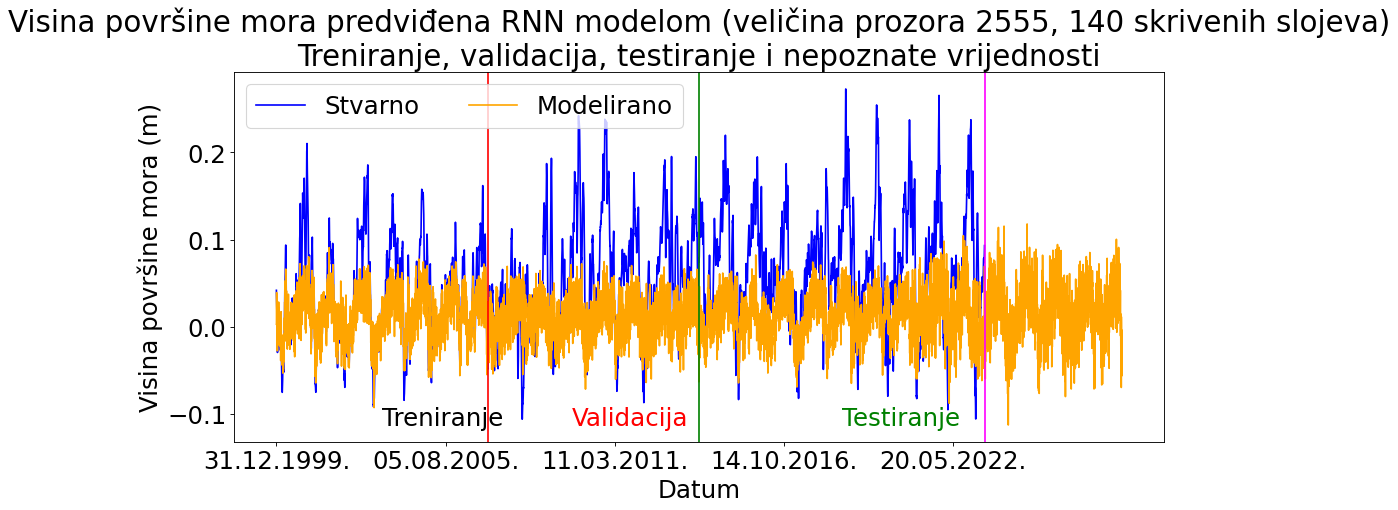 Visina površine mora predviđena RNN modelom (veličina prozora 2555, 140 skrivenih slojeva)
Treniranje, validacija, testiranje i nepoznate vrijednosti
Stvarno
Modelirano
Visina površine mora (m)
0.2
0.1
0.0
−0.1
Treniranje
Validacija
Testiranje
31.12.1999.
05.08.2005.
11.03.2011.
14.10.2016.
20.05.2022.
Datum